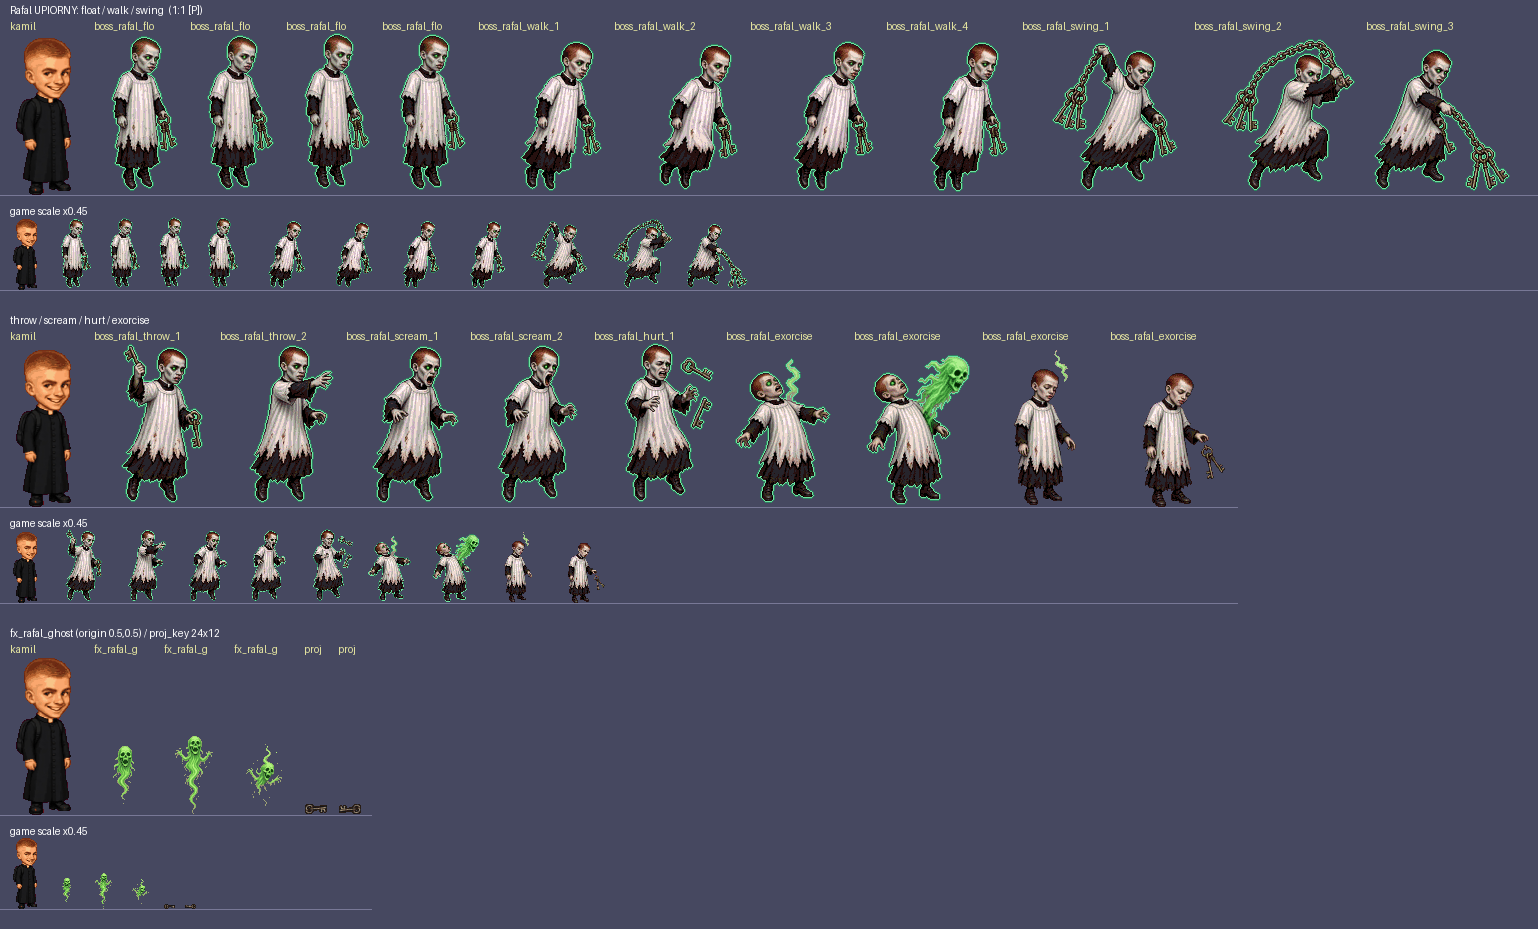 Rafal UPIORNY: float / walk / swing (1:1 [P])
kamil boss_rafal_flo boss_rafal_flo boss_rafal_flo boss_rafal_flo boss_rafal_walk_1 boss_rafal_walk_2 boss_rafal_walk_3 boss_rafal_walk_4 boss_rafal_swing_1 boss_rafal_swing_2 boss_rafal_swing_3
game scale x0.45
throw / scream / hurt / exorcise
kamil boss_rafal_throw_1 boss_rafal_throw_2 boss_rafal_scream_1 boss_rafal_scream_2 boss_rafal_hurt_1 boss_rafal_exorcise boss_rafal_exorcise boss_rafal_exorcise boss_rafal_exorcise
game scale x0.45
fx_rafal_ghost (origin 0.5,0.5) / proj_key 24x12
kamil fx_rafal_g fx_rafal_g fx_rafal_g proj proj
game scale x0.45